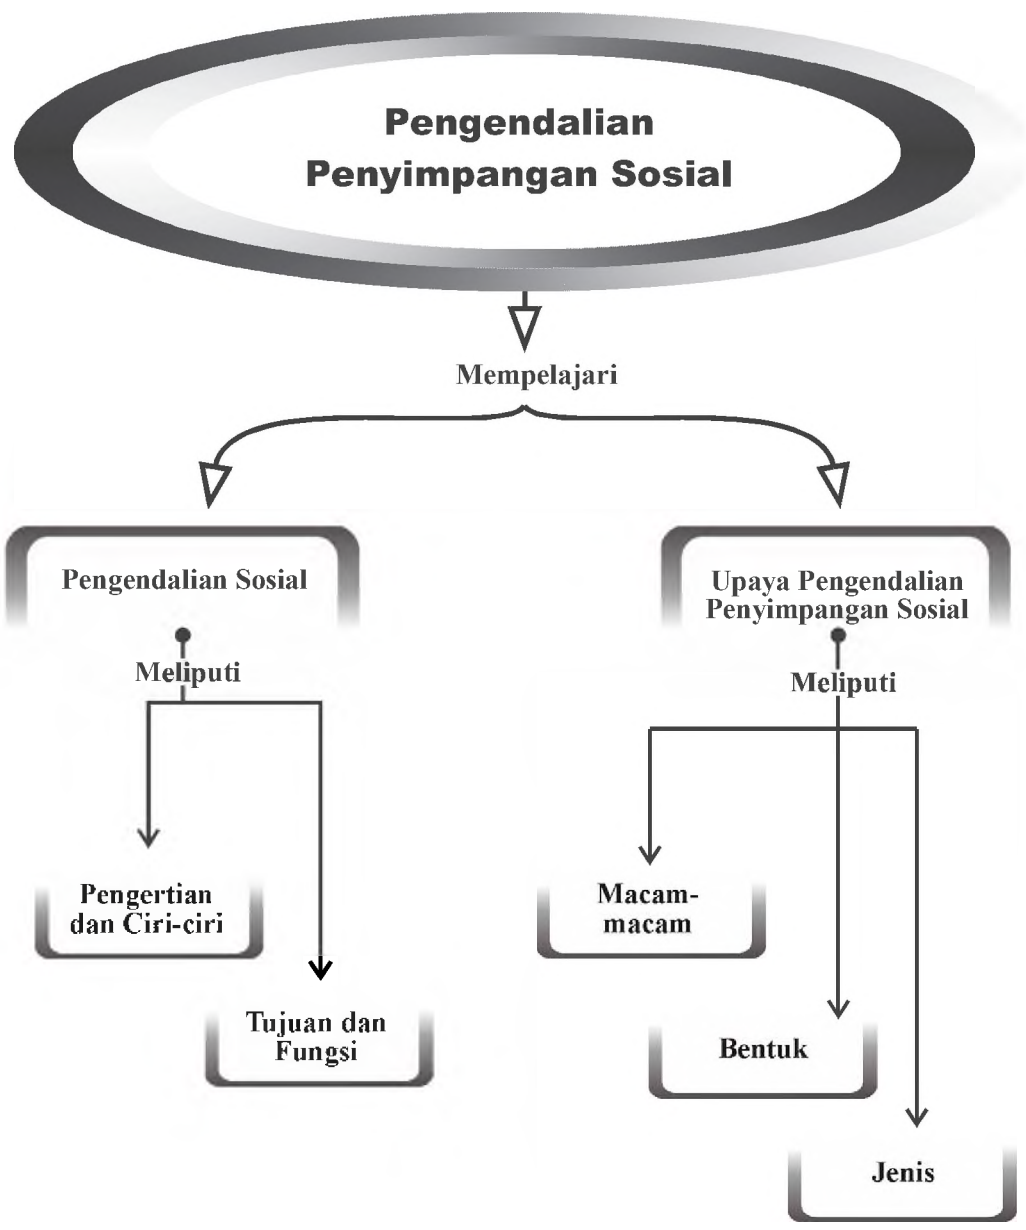 Pengendalian
Penyimpangan Sosial
Mempelajari
Pengendalian Sosial
Meliputi
Pengertian
dan Ciri-ciri
Tujuan dan
Fungsi
Upaya Pengendalian
Penyimpangan Sosial
Meliputi
Macam-
macam
Bentuk
Jenis